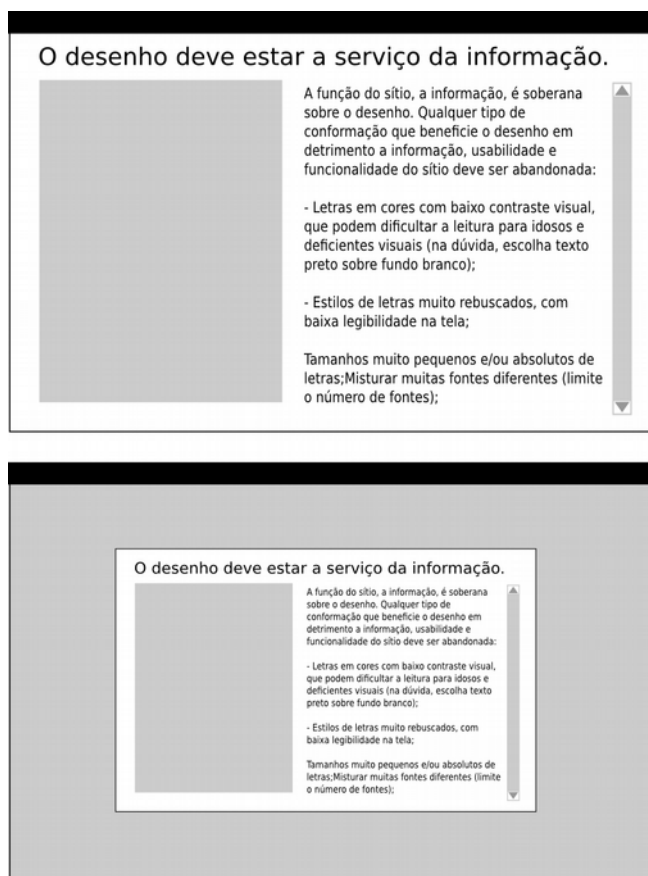 O desenho deve estar a serviço da informação.
A função do sítio, a informação, é soberana
sobre o desenho. Qualquer tipo de
conformação que beneficie o desenho em
detrimento a informação, usabilidade e
funcionalidade do sítio deve ser abandonada:
- Letras em cores com baixo contraste visual,
que podem dificultar a leitura para idosos e
deficientes visuais (na dúvida, escolha texto
preto sobre fundo branco);
- Estilos de letras muito rebuscados, com
baixa legibilidade na tela;
Tamanhos muito pequenos e/ou absolutos de
letras;Misturar muitas fontes diferentes (limite
o número de fontes);
O desenho deve estar a serviço da informação.
A função do sítio, a informação, é soberana
sobre o desenho. Qualquer tipo de
conformação que beneficie o desenho em
detrimento a informação, usabilidade e
funcionalidade do sítio deve ser abandonada:
- Letras em cores com baixo contraste visual,
que podem dificultar a leitura para idosos e
deficientes visuais (na dúvida, escolha texto
preto sobre fundo branco);
- Estilos de letras muito rebuscados, com
baixa legibilidade na tela;
Tamanhos muito pequenos e/ou absolutos de
letras;Misturar muitas fontes diferentes (limite
o número de fontes);